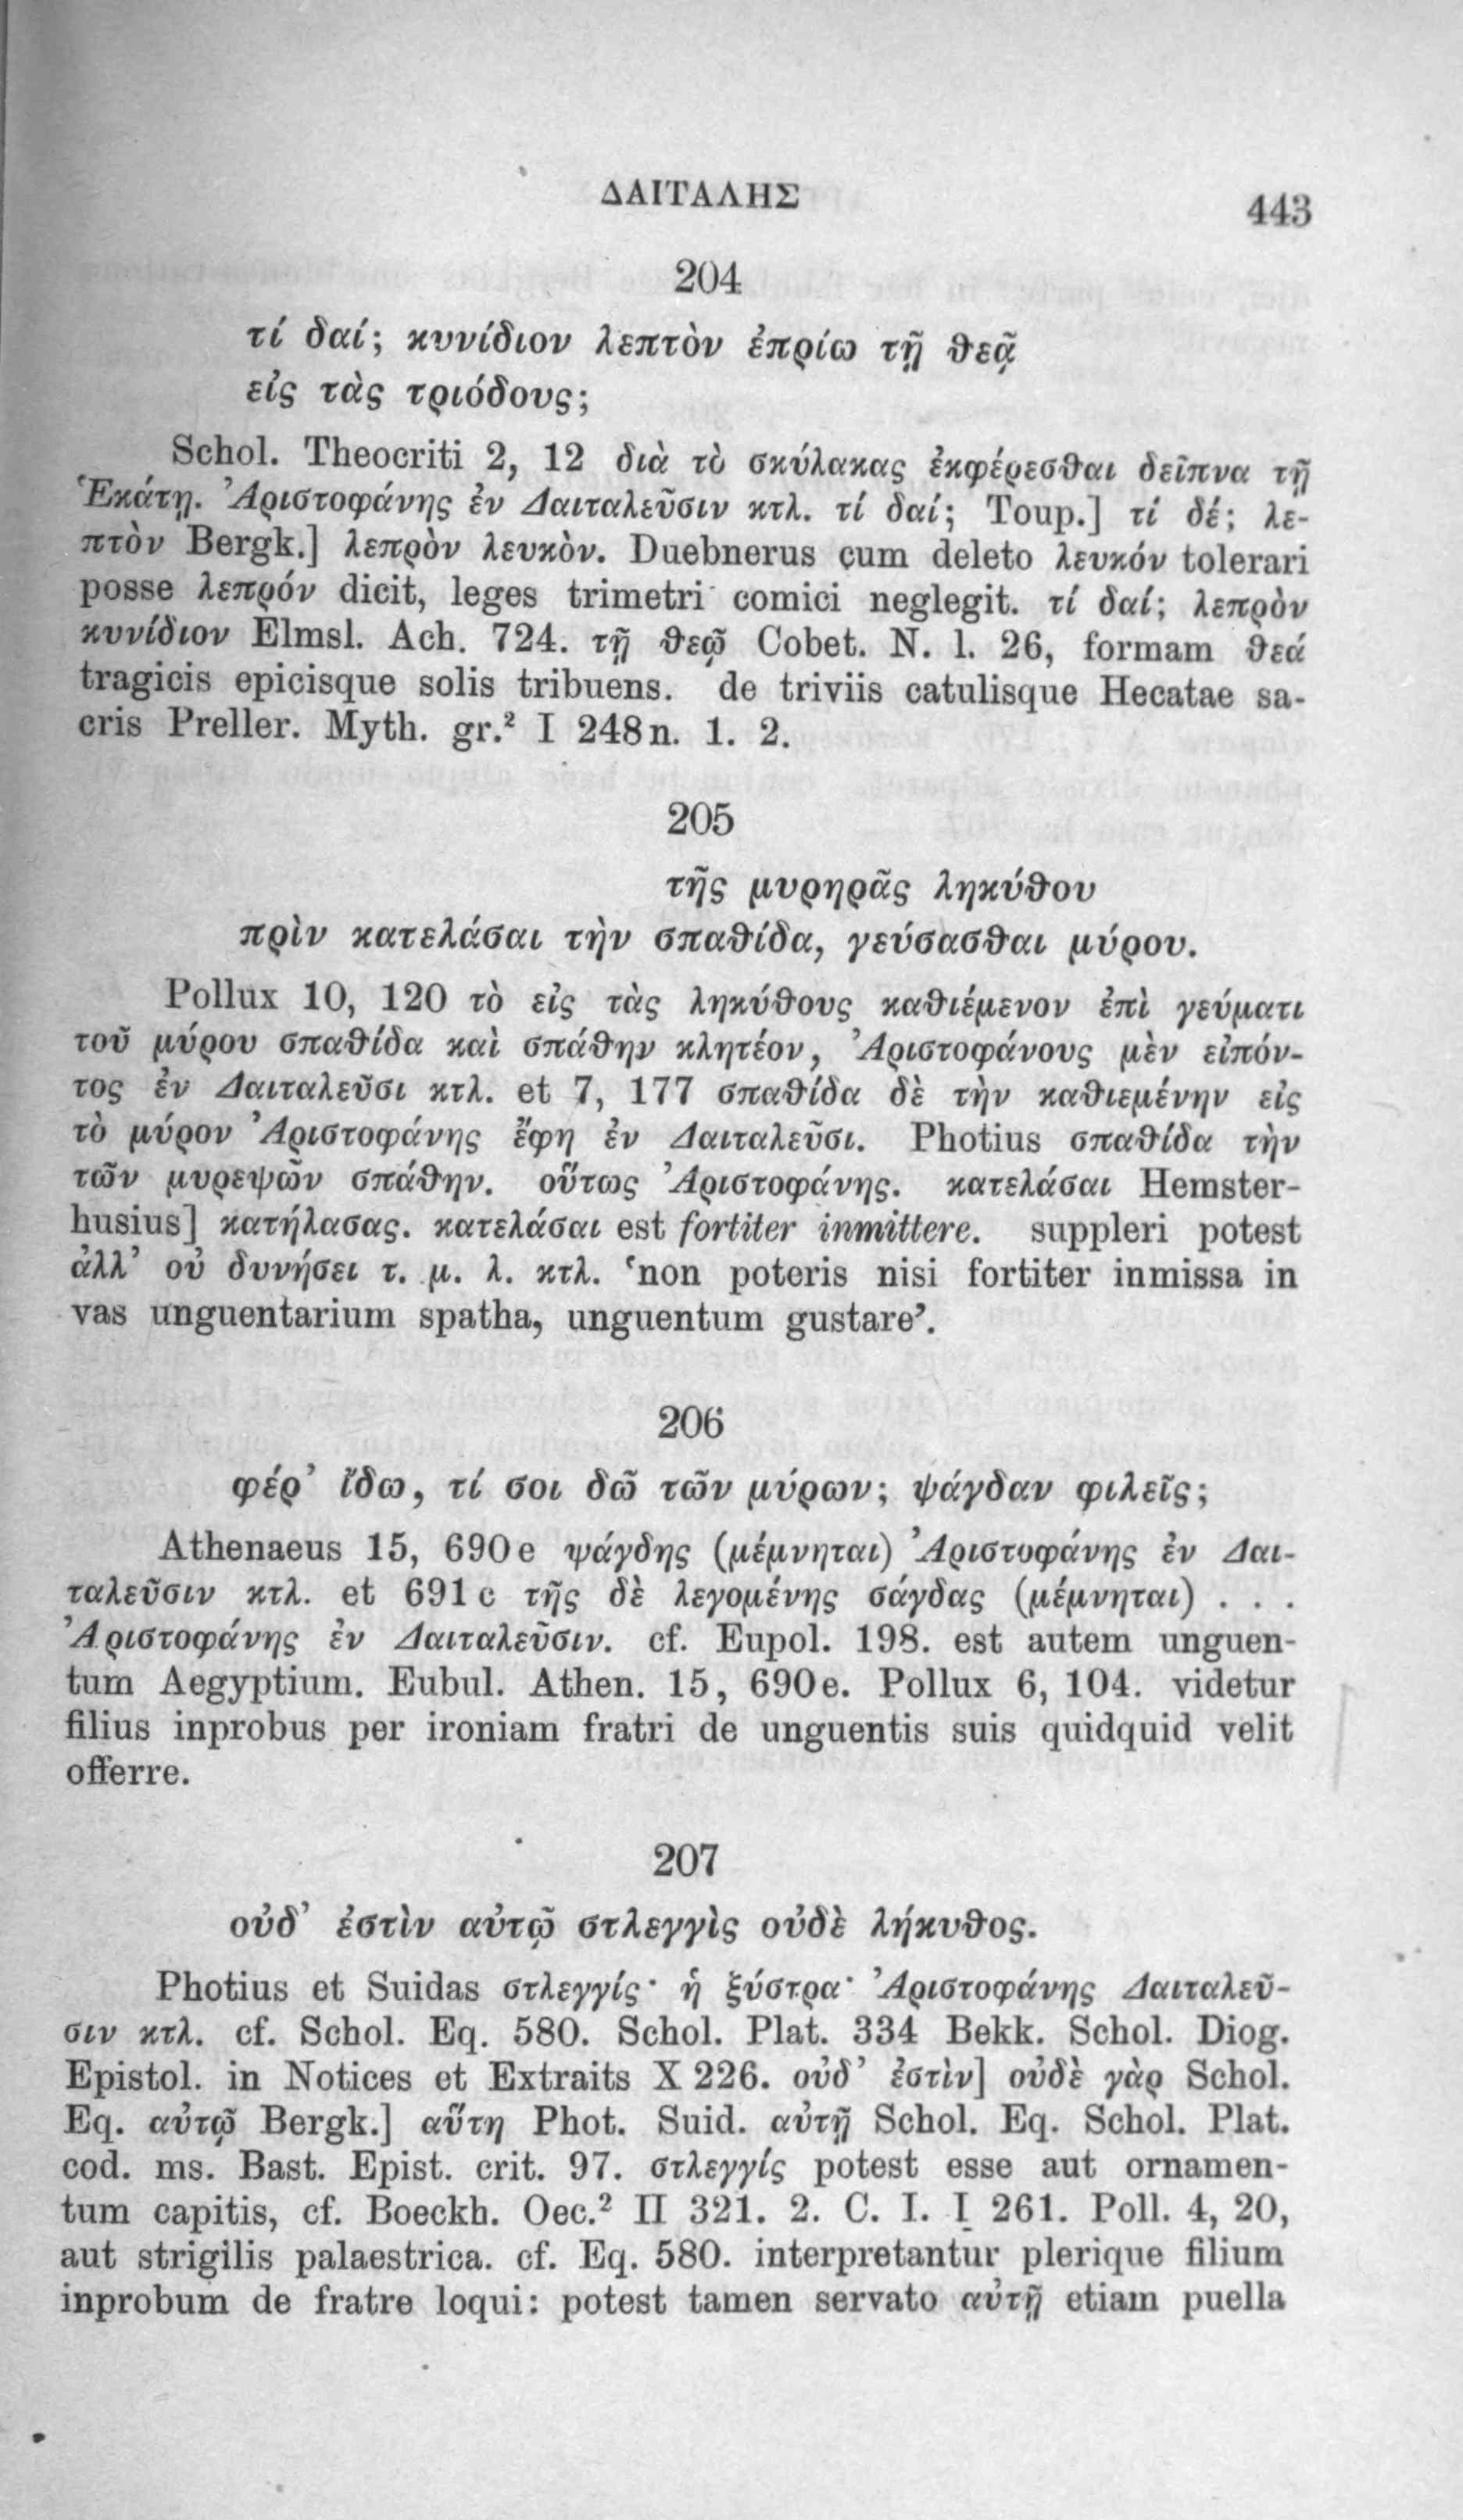 ΔΑΙΤΑΛΗΣ
443
204
τί δαί; κυνίδιον λεπτὸν ἐπρίω τῇ θεᾷ
εἰς τὰς τριόδους;
Schol. Theocriti 2, 12 διὰ τὸ σκύλακας ἐκφέρεσθαι δεῖπνα τῇ
Ἑκάτῃ. Ἀριστοφάνης ἐν Δαιταλεῦσιν κτλ. τί δαί; Toup.] τί δέ; λε-
πτὸν Bergk.] λεπρὸν λευκὸν. Duebnerus cum deleto λευκόν tolerari
posse λεπρόν dicit, leges trimetri comici neglegit. τί δαί; λεπρὸν
κυνίδιον Elmsl. Ach. 724. τῇ θεῷ Cobet. N. l. 26, formam θεά
tragicis epicisque solis tribuens. de triviis catulisque Hecatae sa-
cris Preller. Myth. gr.² I 248 n. 1. 2.
205
τῆς μυρηρᾶς ληκύθου
πρὶν κατελάσαι τὴν σπαθίδα, γεύσασθαι μύρου.
Pollux 10, 120 τὸ εἰς τὰς ληκύθους καθιέμενον ἐπὶ γεύματι
τοῦ μύρου σπαθίδα καὶ σπάθην κλητέον, Ἀριστοφάνους μὲν εἰπόν-
τος ἐν Δαιταλεῦσι κτλ. et 7, 177 σπαθίδα δὲ τὴν καθιεμένην εἰς
τὸ μύρον Ἀριστοφάνης ἔφη ἐν Δαιταλεῦσι. Photius σπαθίδα τὴν
τῶν μυρεψῶν σπάθην. οὕτως Ἀριστοφάνης. κατελάσαι Hemster-
husius] κατήλασας. κατελάσαι est fortiter inmittere. suppleri potest
ἀλλ’ οὐ δυνήσει τ. μ. λ. κτλ. ‘non poteris nisi fortiter inmissa in
vas unguentarium spatha, unguentum gustare’.
206
φέρ’ ἴδω, τί σοι δῶ τῶν μύρων; ψάγδαν φιλεῖς;
Athenaeus 15, 690 e ψάγδης (μέμνηται) Ἀριστοφάνης ἐν Δαι-
ταλεῦσιν κτλ. et 691 c τῆς δὲ λεγομένης σάγδας (μέμνηται) . . .
Ἀριστοφάνης ἐν Δαιταλεῦσιν. cf. Eupol. 198. est autem unguen-
tum Aegyptium. Eubul. Athen. 15, 690 e. Pollux 6, 104. videtur
filius inprobus per ironiam fratri de unguentis suis quidquid velit
offerre.
207
οὐδ’ ἐστὶν αὐτῷ στλεγγὶς οὐδὲ λήκυθος.
Photius et Suidas στλεγγίς· ἡ ξύστρα· Ἀριστοφάνης Δαιταλεῦ-
σιν κτλ. cf. Schol. Eq. 580. Schol. Plat. 334 Bekk. Schol. Diog.
Epistol. in Notices et Extraits X 226. οὐδ’ ἐστὶν] οὐδὲ γὰρ Schol.
Eq. αὐτῷ Bergk.] αὕτη Phot. Suid. αὐτῇ Schol. Eq. Schol. Plat.
cod. ms. Bast. Epist. crit. 97. στλεγγίς potest esse aut ornamen-
tum capitis, cf. Boeckh. Oec.² II 321. 2. C. I. I 261. Poll. 4, 20,
aut strigilis palaestrica. cf. Eq. 580. interpretantur plerique filium
inprobum de fratre loqui: potest tamen servato αὐτῇ etiam puella